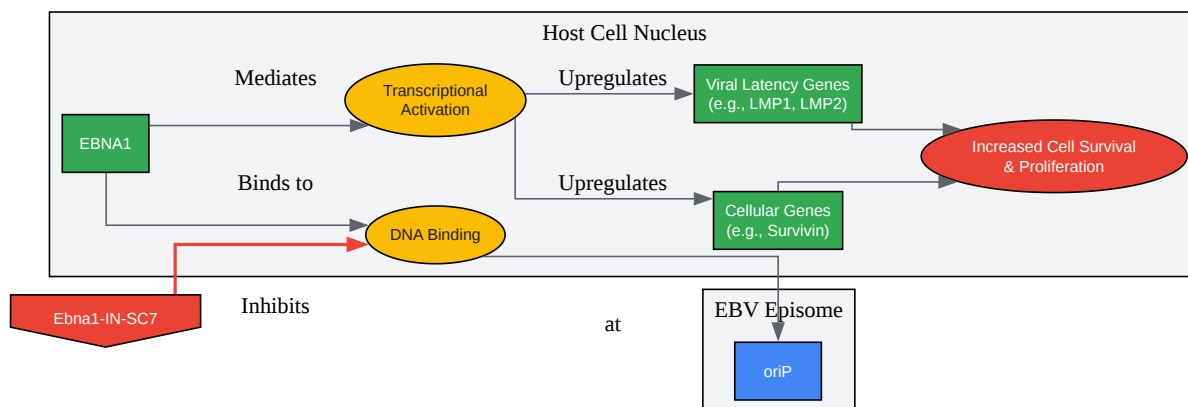 Host Cell Nucleus
Mediates
Transcriptional
Activation
Upregulates
Viral Latency Genes
(e.g., LMP1, LMP2)
EBNA1
Increased Cell Survival
& Proliferation
Binds to
Upregulates
Cellular Genes
(e.g., Survivin)
DNA Binding
Ebna1-IN-SC7
Inhibits
at
EBV Episome
oriP